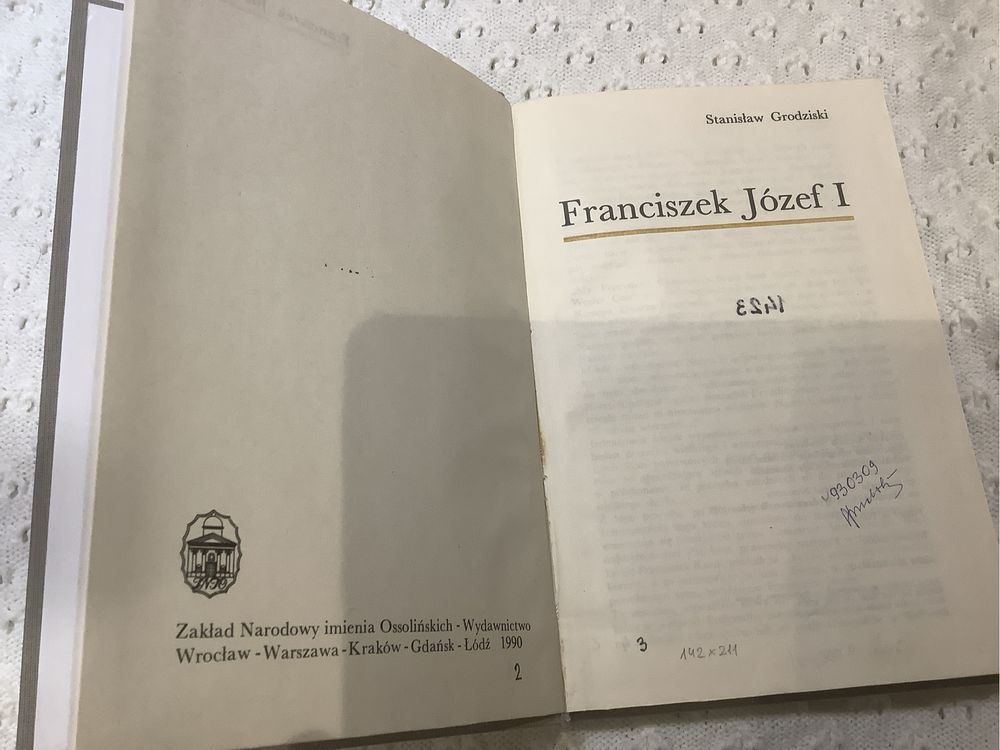 Zakład Narodowy imienia Ossolińskich - Wydawnictwo
Wrocław - Warszawa - Kraków - Gdańsk - Łódź 1990
2
Stanisław Grodziski
Franciszek Józef I
1423
930309
3
142 × 211